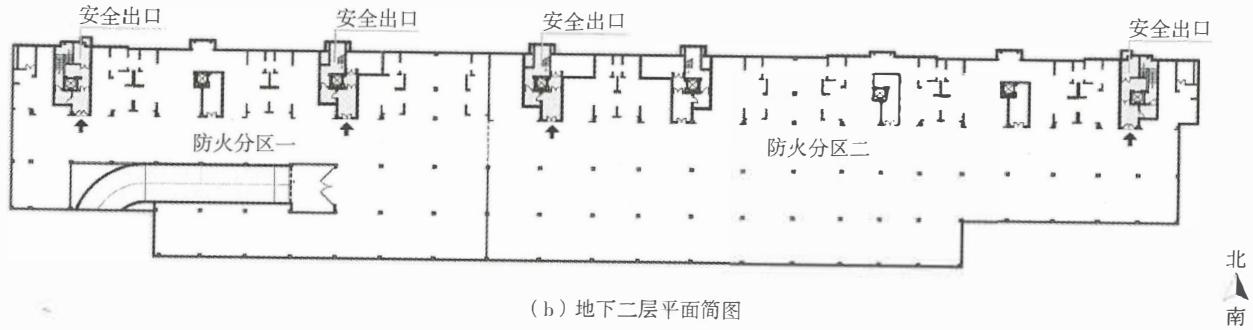 安全出口
安全出口
安全出口
安全出口
防火分区一
防火分区二
北
南
(b)地下二层平面简图